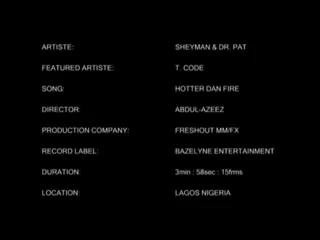 ARTISTE: SHEYMAN & DR. PAT
FEATURED ARTISTE: T. CODE
SONG: HOTTER DAN FIRE
DIRECTOR: ABDUL-AZEEZ
PRODUCTION COMPANY: FRESHOUT MM/FX
RECORD LABEL: BAZELYNE ENTERTAINMENT
DURATION: 3min : 58sec : 15frms
LOCATION: LAGOS NIGERIA